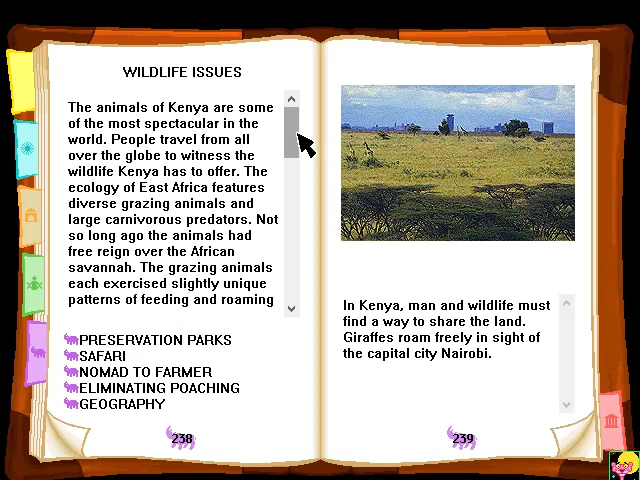 WILDLIFE ISSUES
The animals of Kenya are some
of the most spectacular in the
world. People travel from all
over the globe to witness the
wildlife Kenya has to offer. The
ecology of East Africa features
diverse grazing animals and
large carnivorous predators. Not
so long ago the animals had
free reign over the African
savannah. The grazing animals
each exercised slightly unique
patterns of feeding and roaming
PRESERVATION PARKS
SAFARI
NOMAD TO FARMER
ELIMINATING POACHING
GEOGRAPHY
238
In Kenya, man and wildlife must
find a way to share the land.
Giraffes roam freely in sight of
the capital city Nairobi.
239